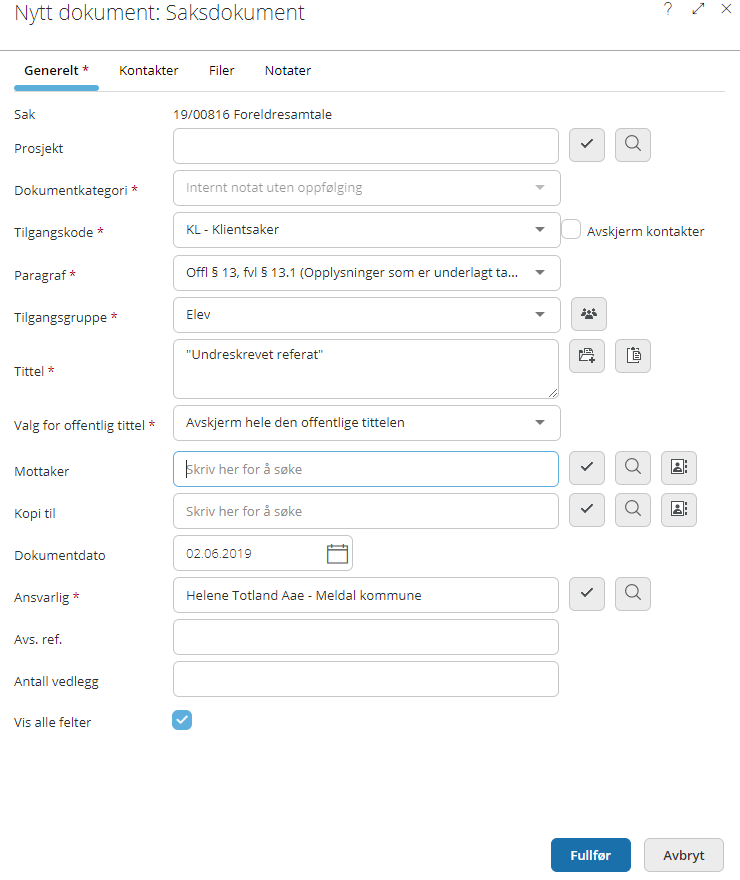 Nytt dokument: Saksdokument ?
Generelt * Kontakter Filer Notater
Sak 19/00816 Foreldresamtale
Prosjekt
Dokumentkategori * Internt notat uten oppfølging
Tilgangskode * KL - Klientsaker Avskjerm kontakter
Paragraf * Offl § 13, fvl § 13.1 (Opplysninger som er underlagt ta...
Tilgangsgruppe * Elev
Tittel * "Undreskrevet referat"
Valg for offentlig tittel * Avskjerm hele den offentlige tittelen
Mottaker Skriv her for å søke
Kopi til Skriv her for å søke
Dokumentdato 02.06.2019
Ansvarlig * Helene Totland Aae - Meldal kommune
Avs. ref.
Antall vedlegg
Vis alle felter
Fullfør Avbryt